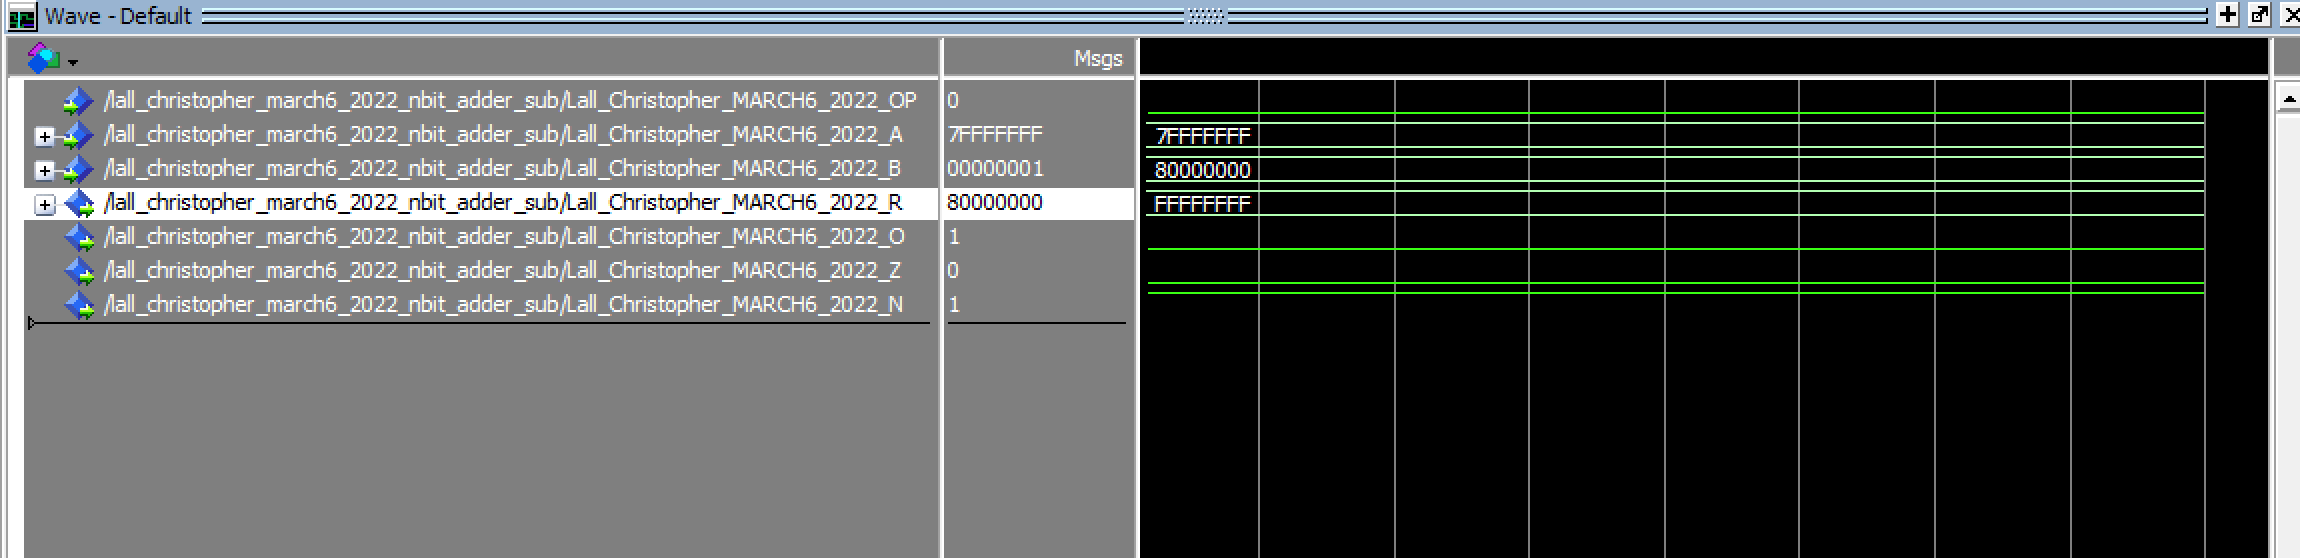 Wave - Default
Msgs
/lall_christopher_march6_2022_nbit_adder_sub/Lall_Christopher_MARCH6_2022_OP 0
/lall_christopher_march6_2022_nbit_adder_sub/Lall_Christopher_MARCH6_2022_A 7FFFFFFF 7FFFFFFF
/lall_christopher_march6_2022_nbit_adder_sub/Lall_Christopher_MARCH6_2022_B 00000001 80000000
/lall_christopher_march6_2022_nbit_adder_sub/Lall_Christopher_MARCH6_2022_R 80000000 FFFFFFFF
/lall_christopher_march6_2022_nbit_adder_sub/Lall_Christopher_MARCH6_2022_O 1
/lall_christopher_march6_2022_nbit_adder_sub/Lall_Christopher_MARCH6_2022_Z 0
/lall_christopher_march6_2022_nbit_adder_sub/Lall_Christopher_MARCH6_2022_N 1